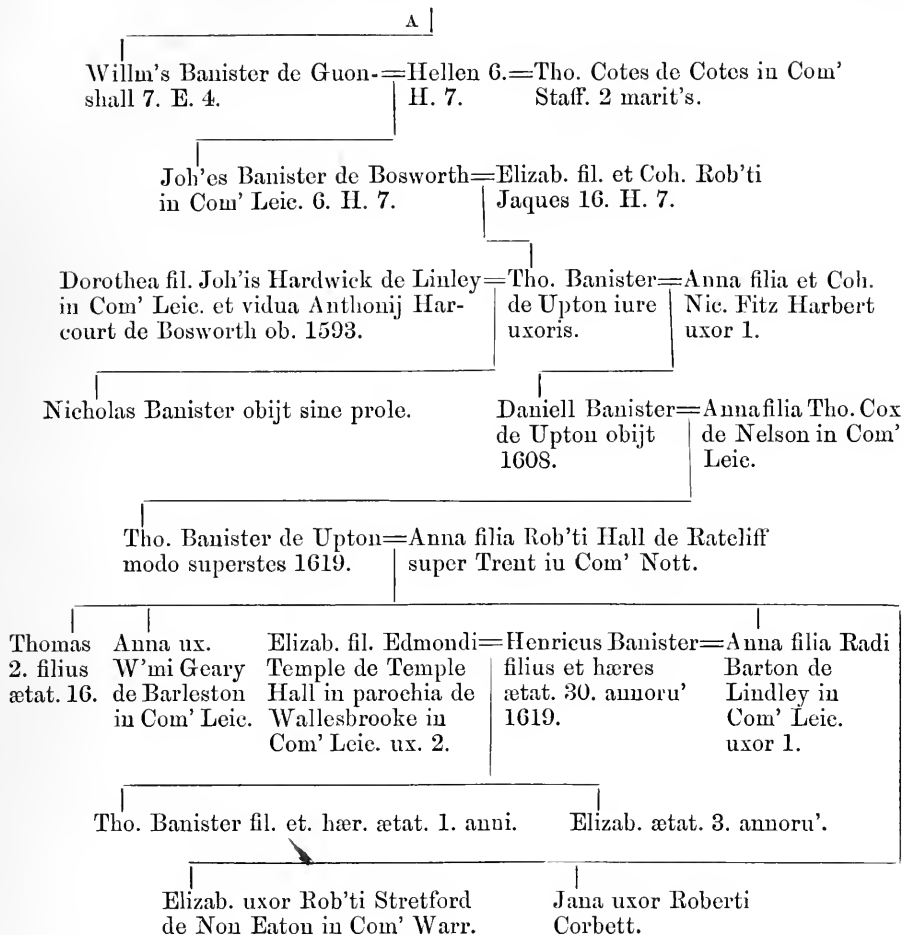 A
Willm's Banister de Guon-=Hellen 6.=Tho. Cotes de Cotes in Com'
shall 7. E. 4. H. 7. Staff. 2 marit's.
Joh'es Banister de Bosworth=Elizab. fil. et Coh. Rob'ti
in Com' Leic. 6. H. 7. Jaques 16. H. 7.
Dorothea fil. Joh'is Hardwick de Linley=Tho. Banister=Anna filia et Coh.
in Com' Leic. et vidua Anthonij Har- de Upton iure Nic. Fitz Harbert
court de Bosworth ob. 1593. uxoris. uxor 1.
Nicholas Banister obijt sine prole. Daniell Banister=Anna filia Tho. Cox
de Upton obijt de Nelson in Com'
1608. Leic.
Tho. Banister de Upton=Anna filia Rob'ti Hall de Ratcliff
modo superstes 1619. super Trent in Com' Nott.
Thomas Anna ux. Elizab. fil. Edmondi=Henricus Banister=Anna filia Radi
2. filius W'mi Geary Temple de Temple filius et hæres Barton de
ætat. 16. de Barleston Hall in parochia de ætat. 30. annoru' Lindley in
in Com' Leic. Wallesbrooke in 1619. Com' Leic.
Com' Leic. ux. 2. uxor 1.
Tho. Banister fil. et. hær. ætat. 1. anni. Elizab. ætat. 3. annoru'.
Elizab. uxor Rob'ti Stretford Jana uxor Roberti
de Non Eaton in Com' Warr. Corbett.